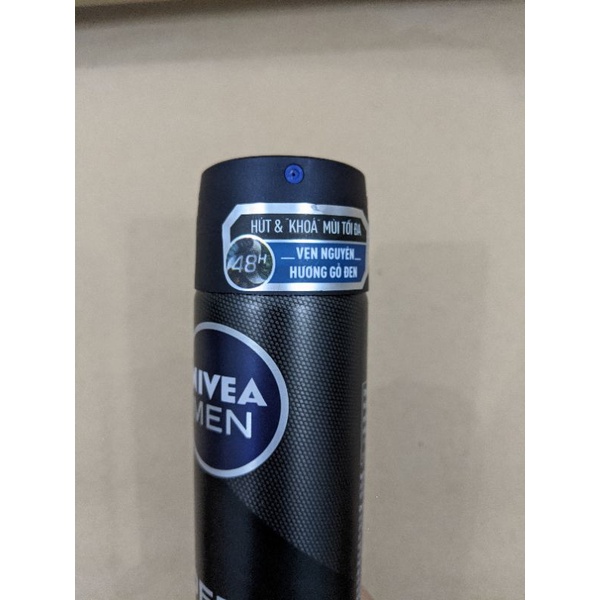 HÚT & "KHOÁ" MÙI TỐI ĐA
48H
VẸN NGUYÊN
HƯƠNG GỖ ĐEN
NIVEA
MEN